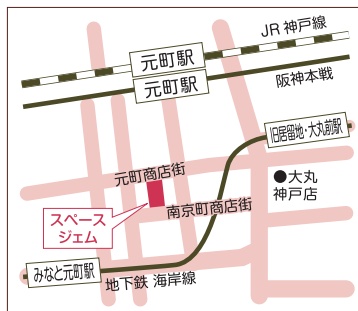 JR 神戸線
元町駅
元町駅
阪神本戦
旧居留地・大丸前駅
元町商店街
●大丸
神戸店
南京町商店街
スペース
ジェム
みなと元町駅
地下鉄 海岸線